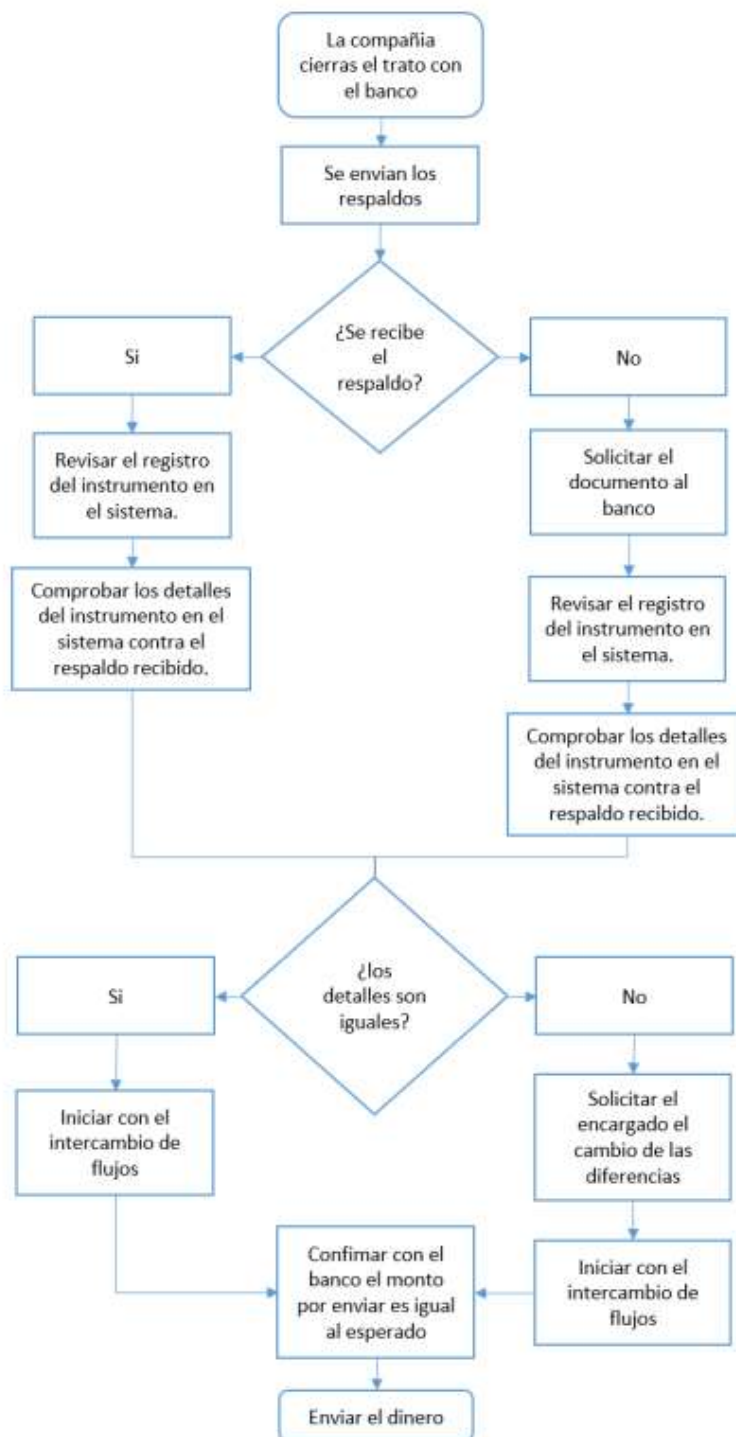 La compañia
cierras el trato con
el banco
Se envian los
respaldos
¿Se recibe
el
respaldo?
Si
No
Revisar el registro
del instrumento en
el sistema.
Solicitar el
documento al
banco
Comprobar los detalles
del instrumento en el
sistema contra el
respaldo recibido.
Revisar el registro
del instrumento en
el sistema.
Comprobar los detalles
del instrumento en el
sistema contra el
respaldo recibido.
¿los
detalles son
iguales?
Si
No
Iniciar con el
intercambio de
flujos
Solicitar el
encargado el
cambio de las
diferencias
Confimar con el
banco el monto
por enviar es igual
al esperado
Iniciar con el
intercambio de
flujos
Enviar el dinero